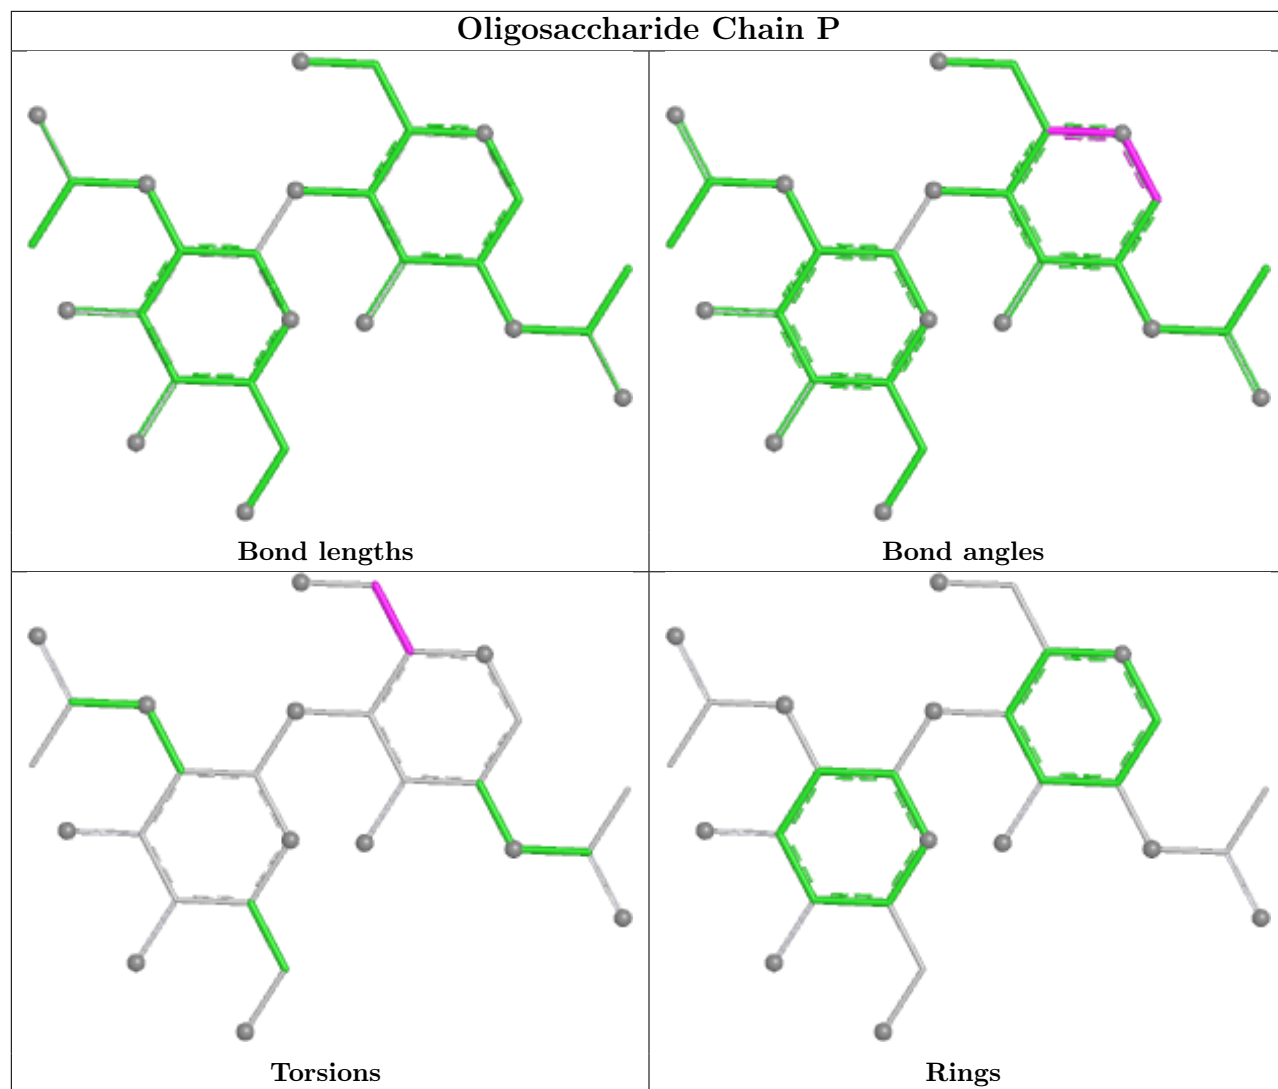 Oligosaccharide Chain P
Bond lengths
Bond angles
Torsions
Rings